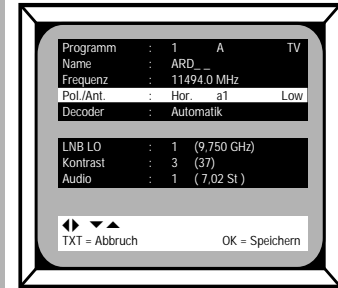 Programm : 1 A TV
Name : ARD_ _
Frequenz : 11494.0 MHz
Pol./Ant. : Hor. a1 Low
Decoder : Automatik
LNB LO : 1 (9,750 GHz)
Kontrast : 3 (37)
Audio : 1 ( 7,02 St )
TXT = Abbruch OK = Speichern